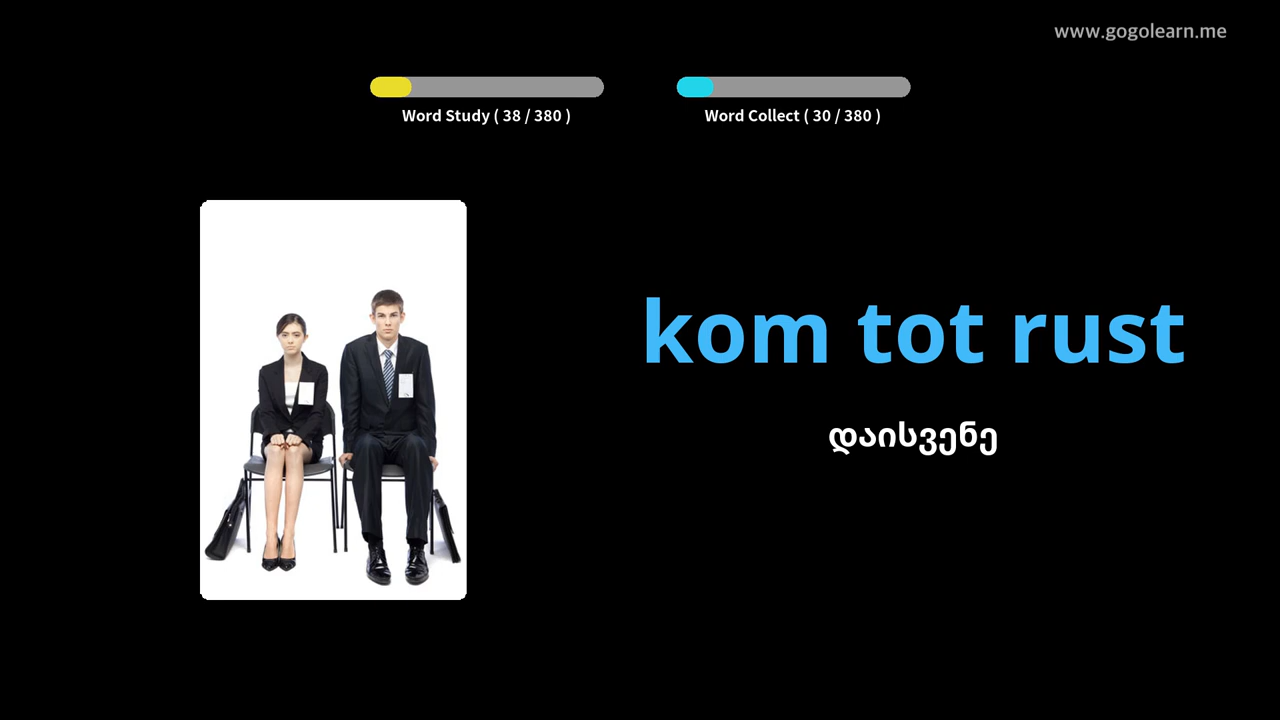 www.gogolearn.me
Word Study ( 38 / 380 )
Word Collect ( 30 / 380 )
kom tot rust
დაისვენე